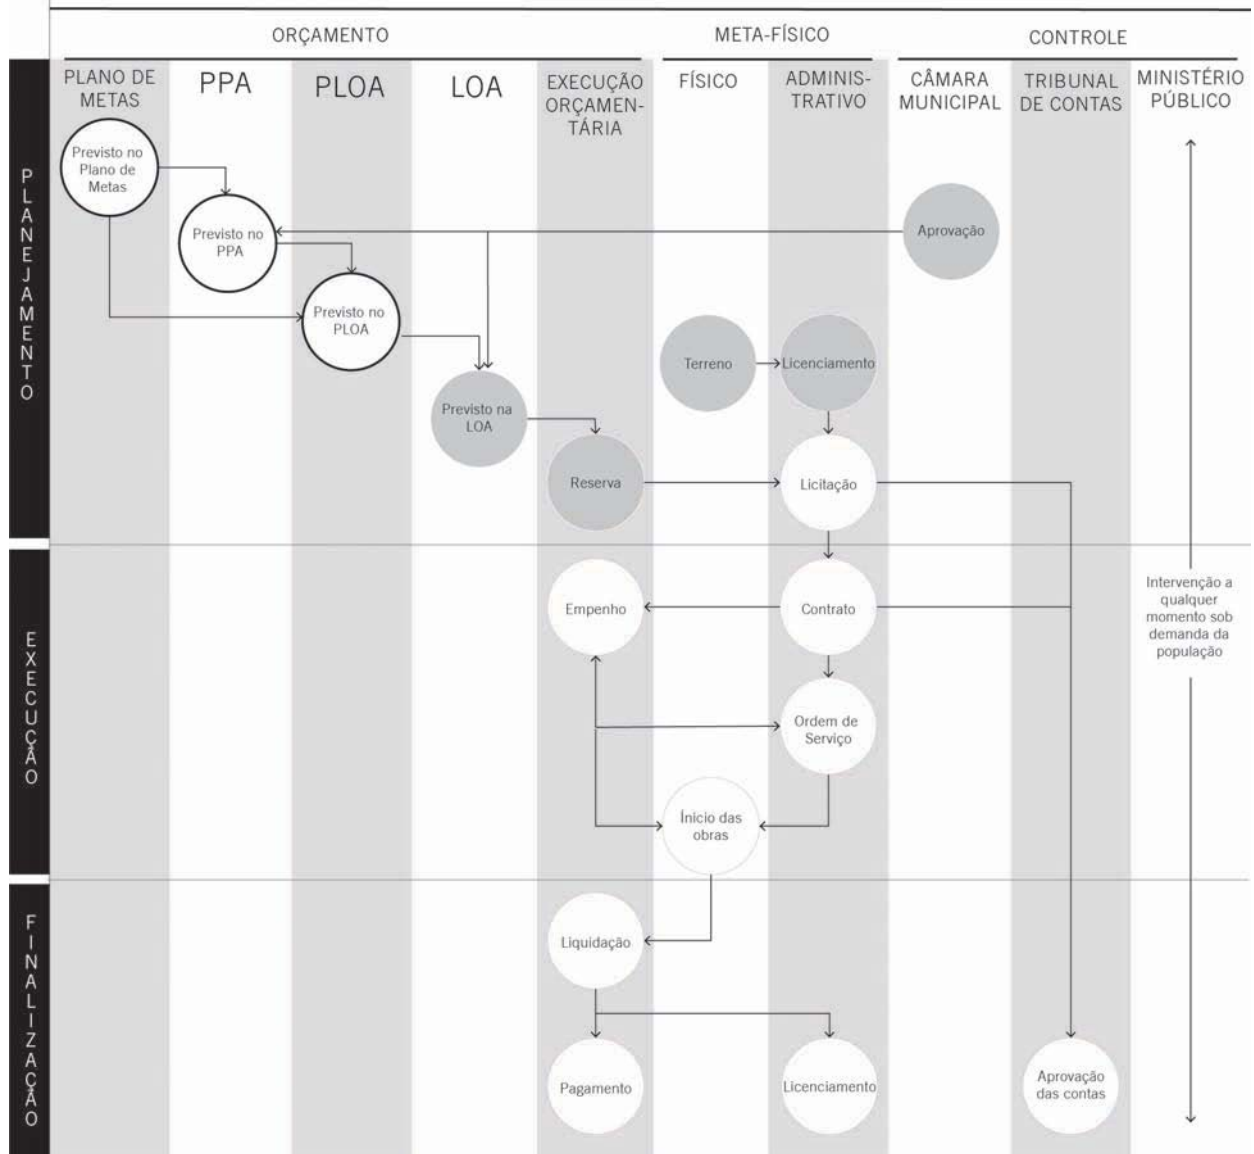 ORÇAMENTO
META-FÍSICO
CONTROLE
PLANO DE
METAS
PPA
PLOA
LOA
EXECUÇÃO
ORÇAMEN-
TÁRIA
FÍSICO
ADMINIS-
TRATIVO
CÂMARA
MUNICIPAL
TRIBUNAL
DE CONTAS
MINISTÉRIO
PÚBLICO
PLANEJAMENTO
Previsto no
Plano de
Metas
Previsto no
PPA
Aprovação
Previsto no
PLOA
Terreno
Licenciamento
Previsto na
LOA
Reserva
Licitação
EXECUÇÃO
Empenho
Contrato
Intervenção a
qualquer
momento sob
demanda da
população
Ordem de
Serviço
Ínicio das
obras
FINALIZAÇÃO
Liquidação
Pagamento
Licenciamento
Aprovação
das contas